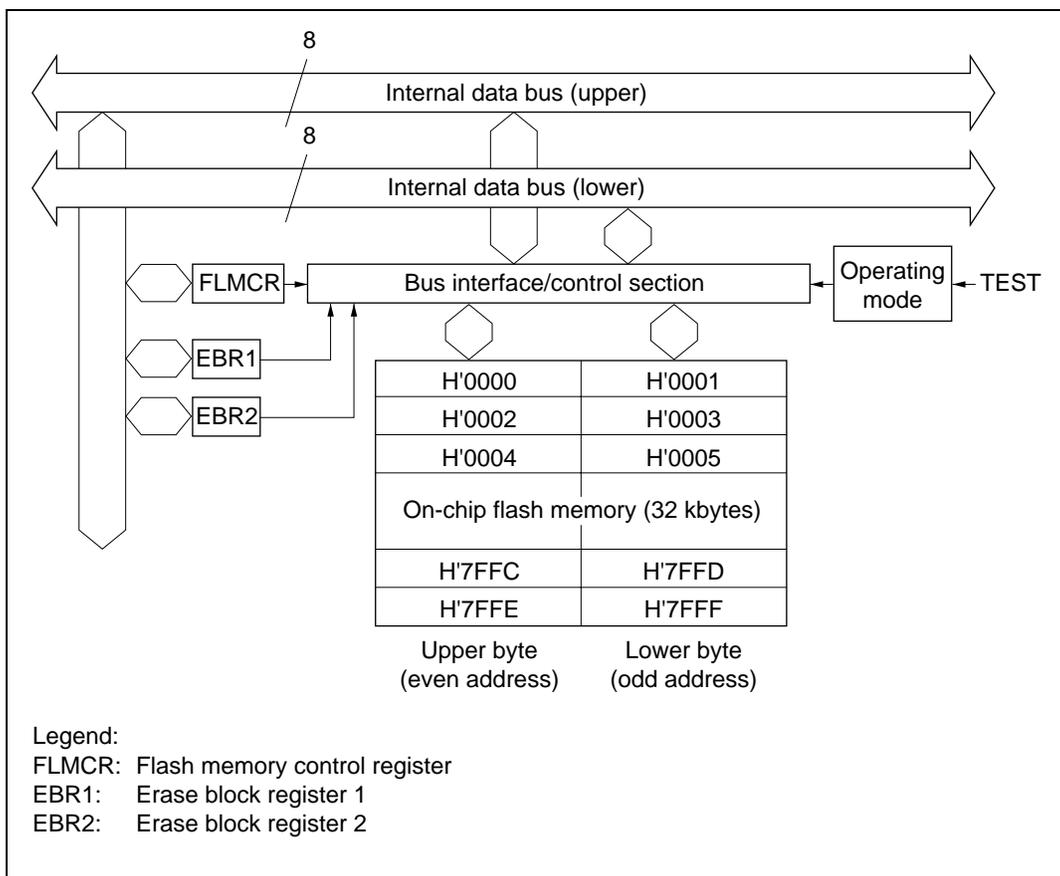 8
Internal data bus (upper)
8
Internal data bus (lower)
FLMCR
Bus interface/control section
Operating
mode
TEST
EBR1
EBR2
H'0000 H'0001
H'0002 H'0003
H'0004 H'0005
On-chip flash memory (32 kbytes)
H'7FFC H'7FFD
H'7FFE H'7FFF
Upper byte
(even address)
Lower byte
(odd address)
Legend:
FLMCR: Flash memory control register
EBR1: Erase block register 1
EBR2: Erase block register 2